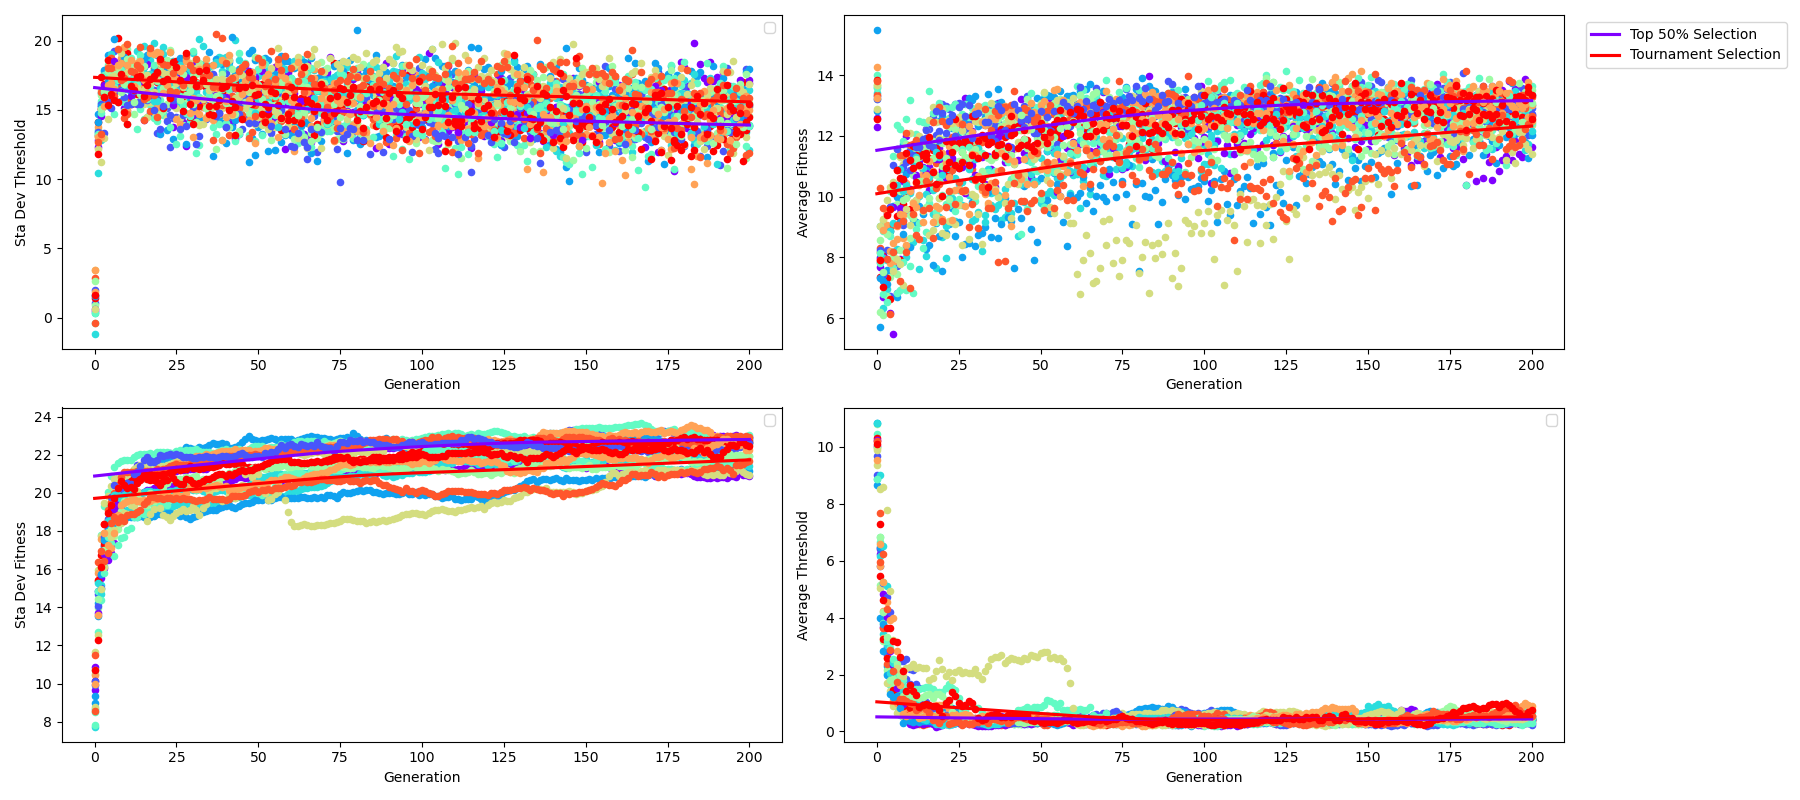 20
15
10
5
0
Sta Dev Threshold
0 25 50 75 100 125 150 175 200
Generation
14
12
10
8
6
Average Fitness
0 25 50 75 100 125 150 175 200
Generation
Top 50% Selection
Tournament Selection
24
22
20
18
16
14
12
10
8
Sta Dev Fitness
0 25 50 75 100 125 150 175 200
Generation
10
8
6
4
2
0
Average Threshold
0 25 50 75 100 125 150 175 200
Generation